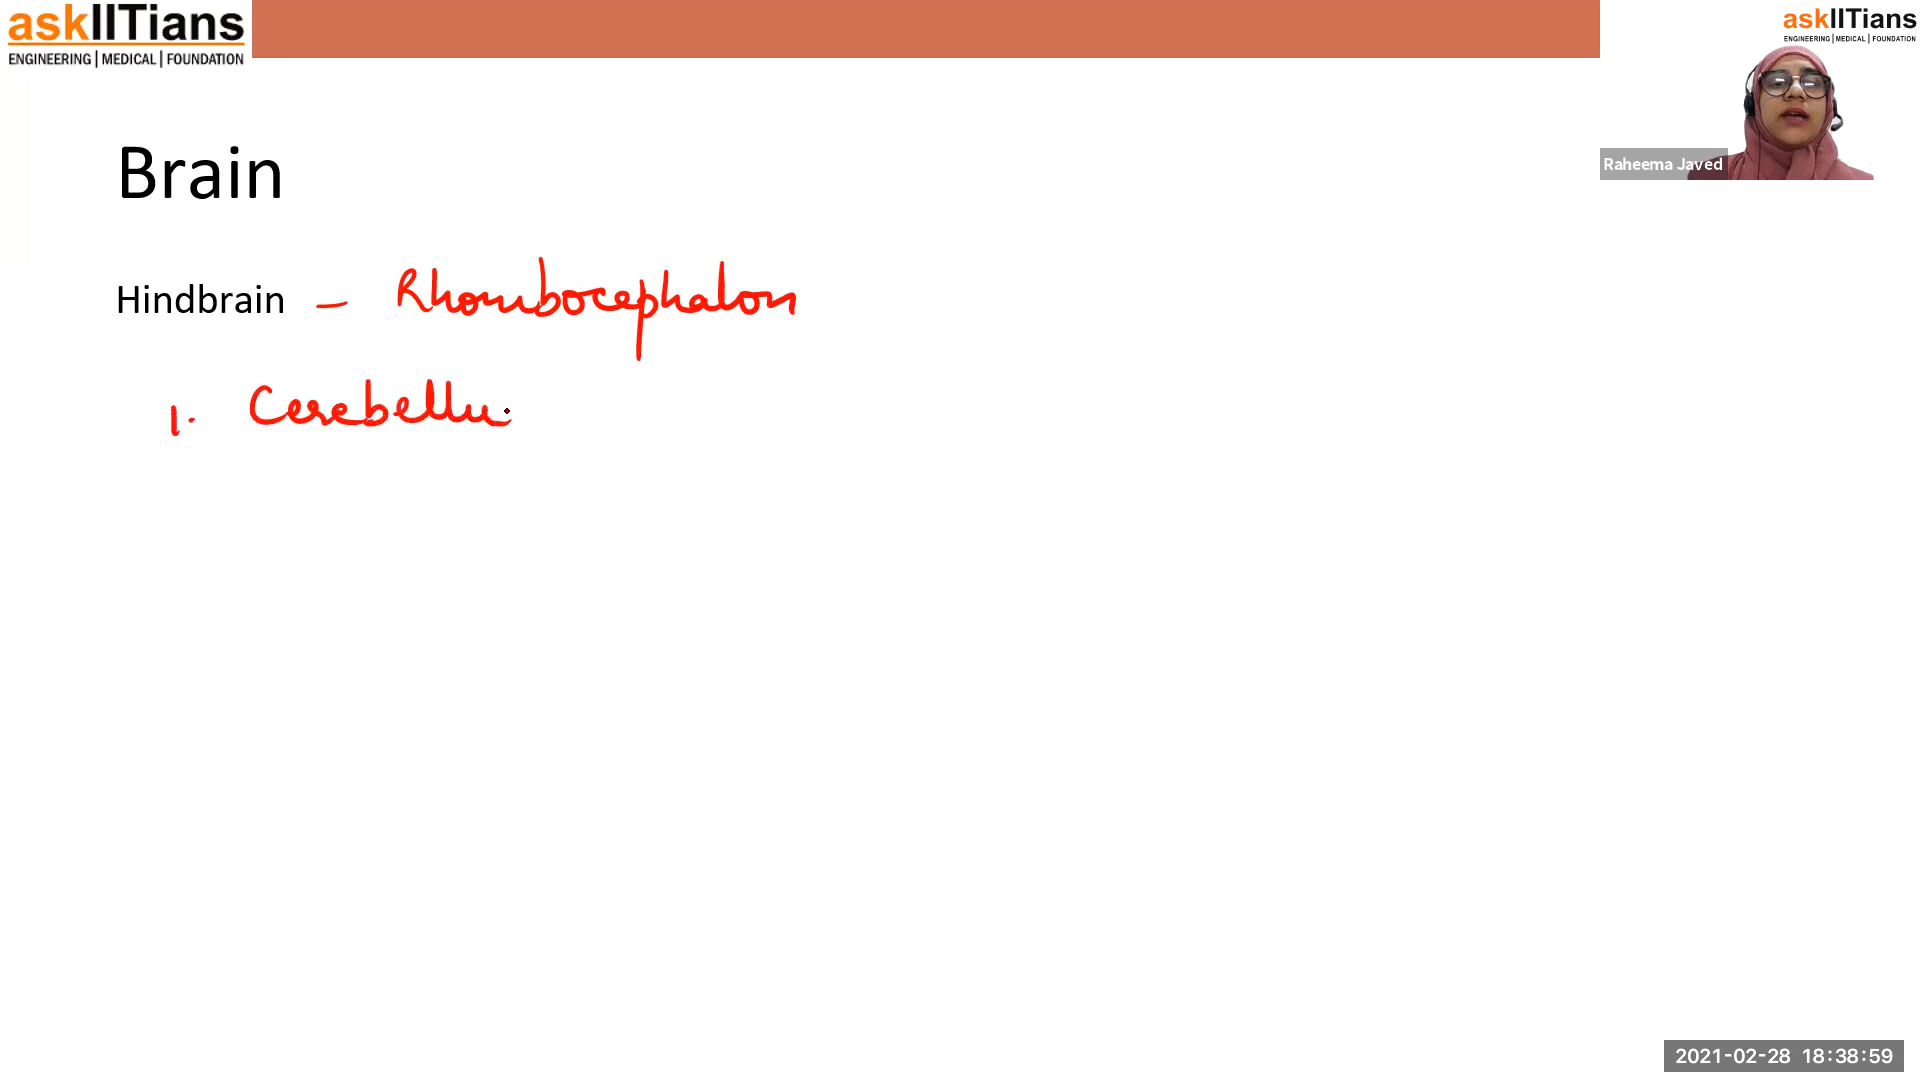 askIITians
ENGINEERING | MEDICAL | FOUNDATION
askIITians
ENGINEERING | MEDICAL | FOUNDATION
Raheema Javed
Brain
Hindbrain – Rhombocephalon
1. Cerebellu
2021-02-28 18:38:59